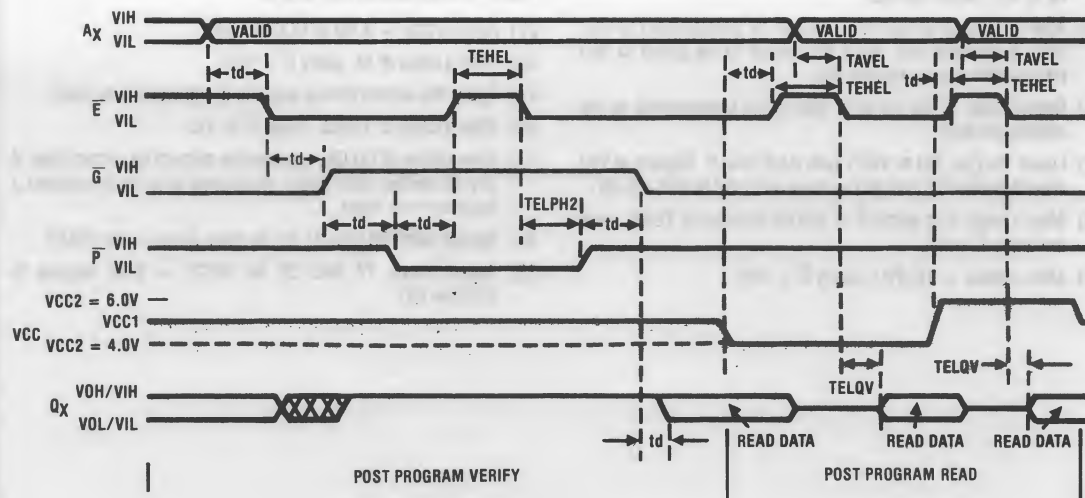 AX VIH VALID VALID VALID
VIL
td TEHEL td TAVEL td TAVEL
TEHEL TEHEL
E VIH
VIL
td
G VIH
VIL
td td TELPH2 td
P VIH
VIL
VCC2 = 6.0V
VCC1
VCC
VCC2 = 4.0V
TELQV TELQV
VOH/VIH
QX
VOL/VIL
td READ DATA READ DATA READ DATA
POST PROGRAM VERIFY POST PROGRAM READ